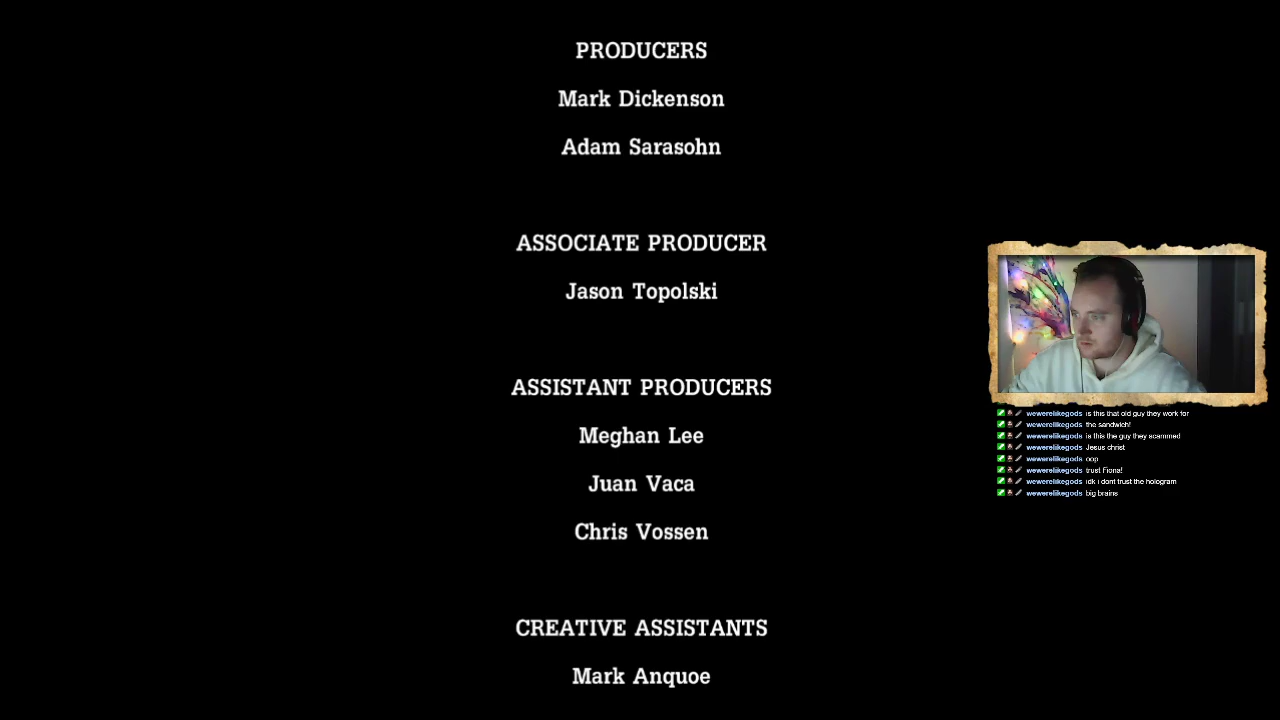 PRODUCERS
Mark Dickenson
Adam Sarasohn
ASSOCIATE PRODUCER
Jason Topolski
ASSISTANT PRODUCERS
Meghan Lee
Juan Vaca
Chris Vossen
CREATIVE ASSISTANTS
Mark Anquoe
wewerelikegods is this that old guy they work for
wewerelikegods the sandwich!
wewerelikegods is this the guy they scammed
wewerelikegods Jesus christ
wewerelikegods oop
wewerelikegods trust Fiona!
wewerelikegods idk i dont trust the hologram
wewerelikegods big brains